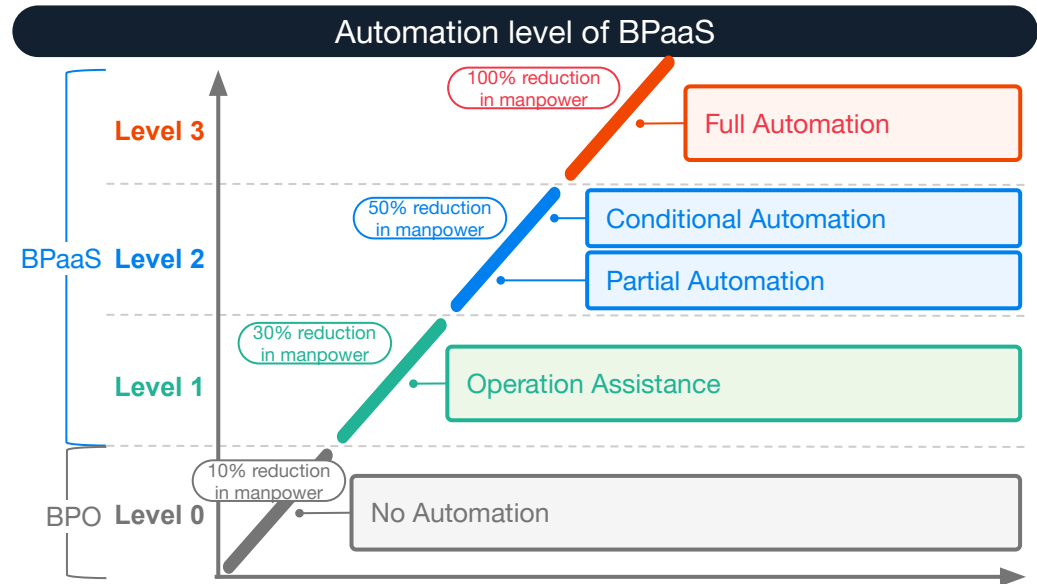 Automation level of BPaaS
100% reduction
in manpower
Level 3
Full Automation
50% reduction
in manpower
Conditional Automation
BPaaS
Level 2
Partial Automation
30% reduction
in manpower
Level 1
Operation Assistance
10% reduction
in manpower
BPO
Level 0
No Automation